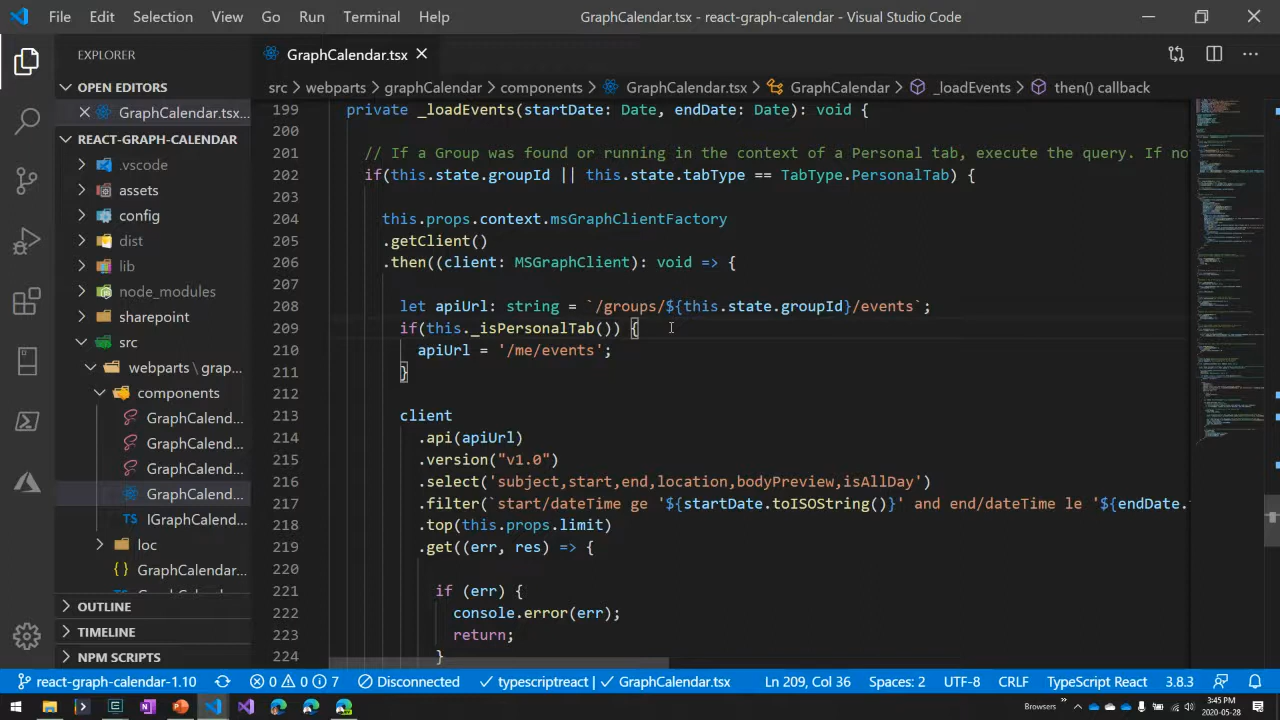 File Edit Selection View Go Run Terminal Help GraphCalendar.tsx - react-graph-calendar - Visual Studio Code
EXPLORER
GraphCalendar.tsx
OPEN EDITORS
src webparts graphCalendar components GraphCalendar.tsx GraphCalendar _loadEvents then() callback
GraphCalendar.tsx...
REACT-GRAPH-CALENDAR
.vscode
assets
config
dist
lib
node_modules
sharepoint
src
webparts \ grap...
components
GraphCalend...
GraphCalend...
GraphCalend...
GraphCalend...
IGraphCalend...
loc
GraphCalend...
OUTLINE
TIMELINE
NPM SCRIPTS
199 private _loadEvents(startDate: Date, endDate: Date): void {
200
201 // If a group was found or running in the context of a Personal tab, execute the query. If no
202 if(this.state.groupId || this.state.tabType == TabType.PersonalTab) {
203
204 this.props.context.msGraphClientFactory
205 .getClient()
206 .then((client: MSGraphClient): void => {
207
208 let apiUrl: string = `/groups/${this.state.groupId}/events`;
209 if(this._isPersonalTab()) {
210 apiUrl = '/me/events';
211 }
212
213 client
214 .api(apiUrl)
215 .version("v1.0")
216 .select('subject,start,end,location,bodyPreview,isAllDay')
217 .filter(`start/dateTime ge '${startDate.toISOString()}' and end/dateTime le '${endDate.
218 .top(this.props.limit)
219 .get((err, res) => {
220
221 if (err) {
222 console.error(err);
223 return;
224 }
react-graph-calendar-1.10 0 0 7 Disconnected typescriptreact | GraphCalendar.tsx Ln 209, Col 36 Spaces: 2 UTF-8 CRLF TypeScript React 3.8.3
Browsers
3:45 PM
2020-05-28